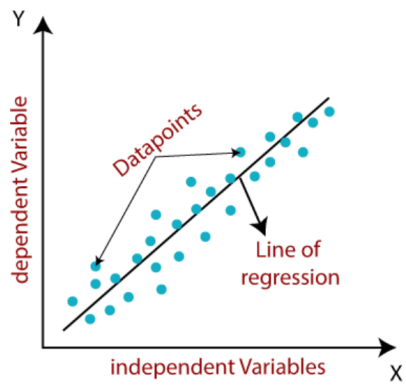 Y
dependent Variable
Datapoints
Line of
regression
independent Variables
X